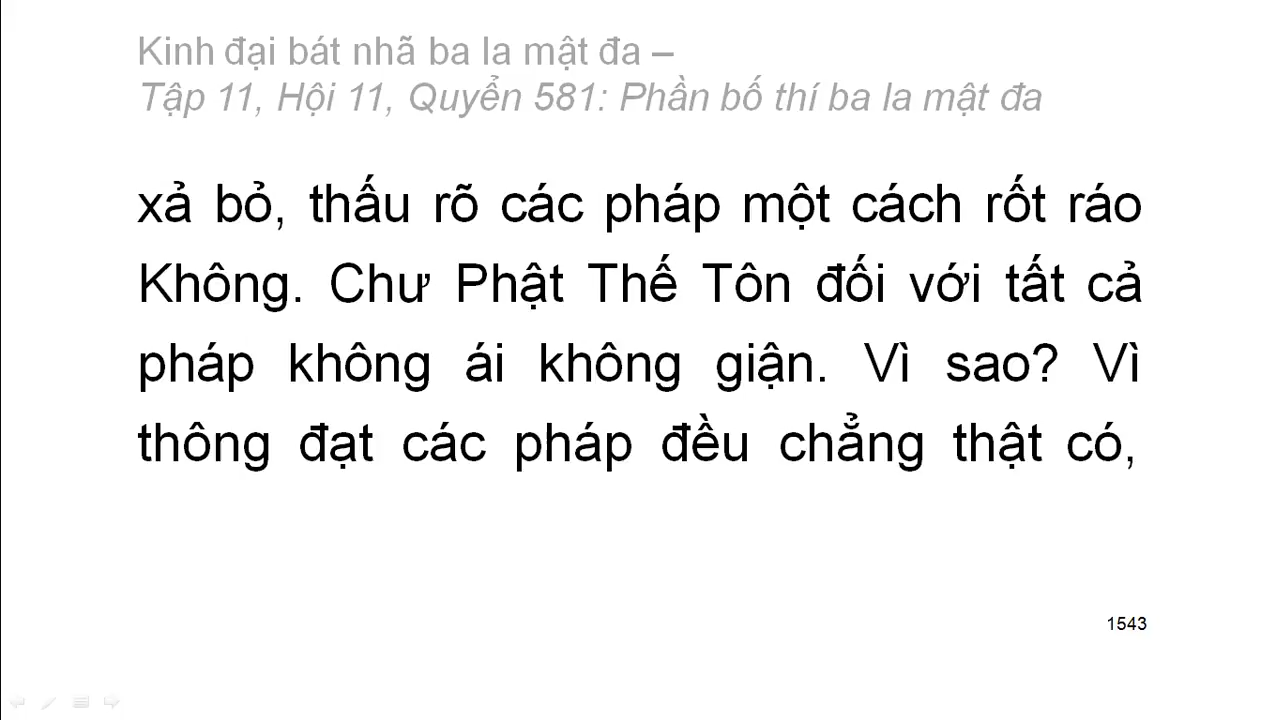 Kinh đại bát nhã ba la mật đa –
Tập 11, Hội 11, Quyển 581: Phần bố thí ba la mật đa
xả bỏ, thấu rõ các pháp một cách rốt ráo
Không. Chư Phật Thế Tôn đối với tất cả
pháp không ái không giận. Vì sao? Vì
thông đạt các pháp đều chẳng thật có,
1543